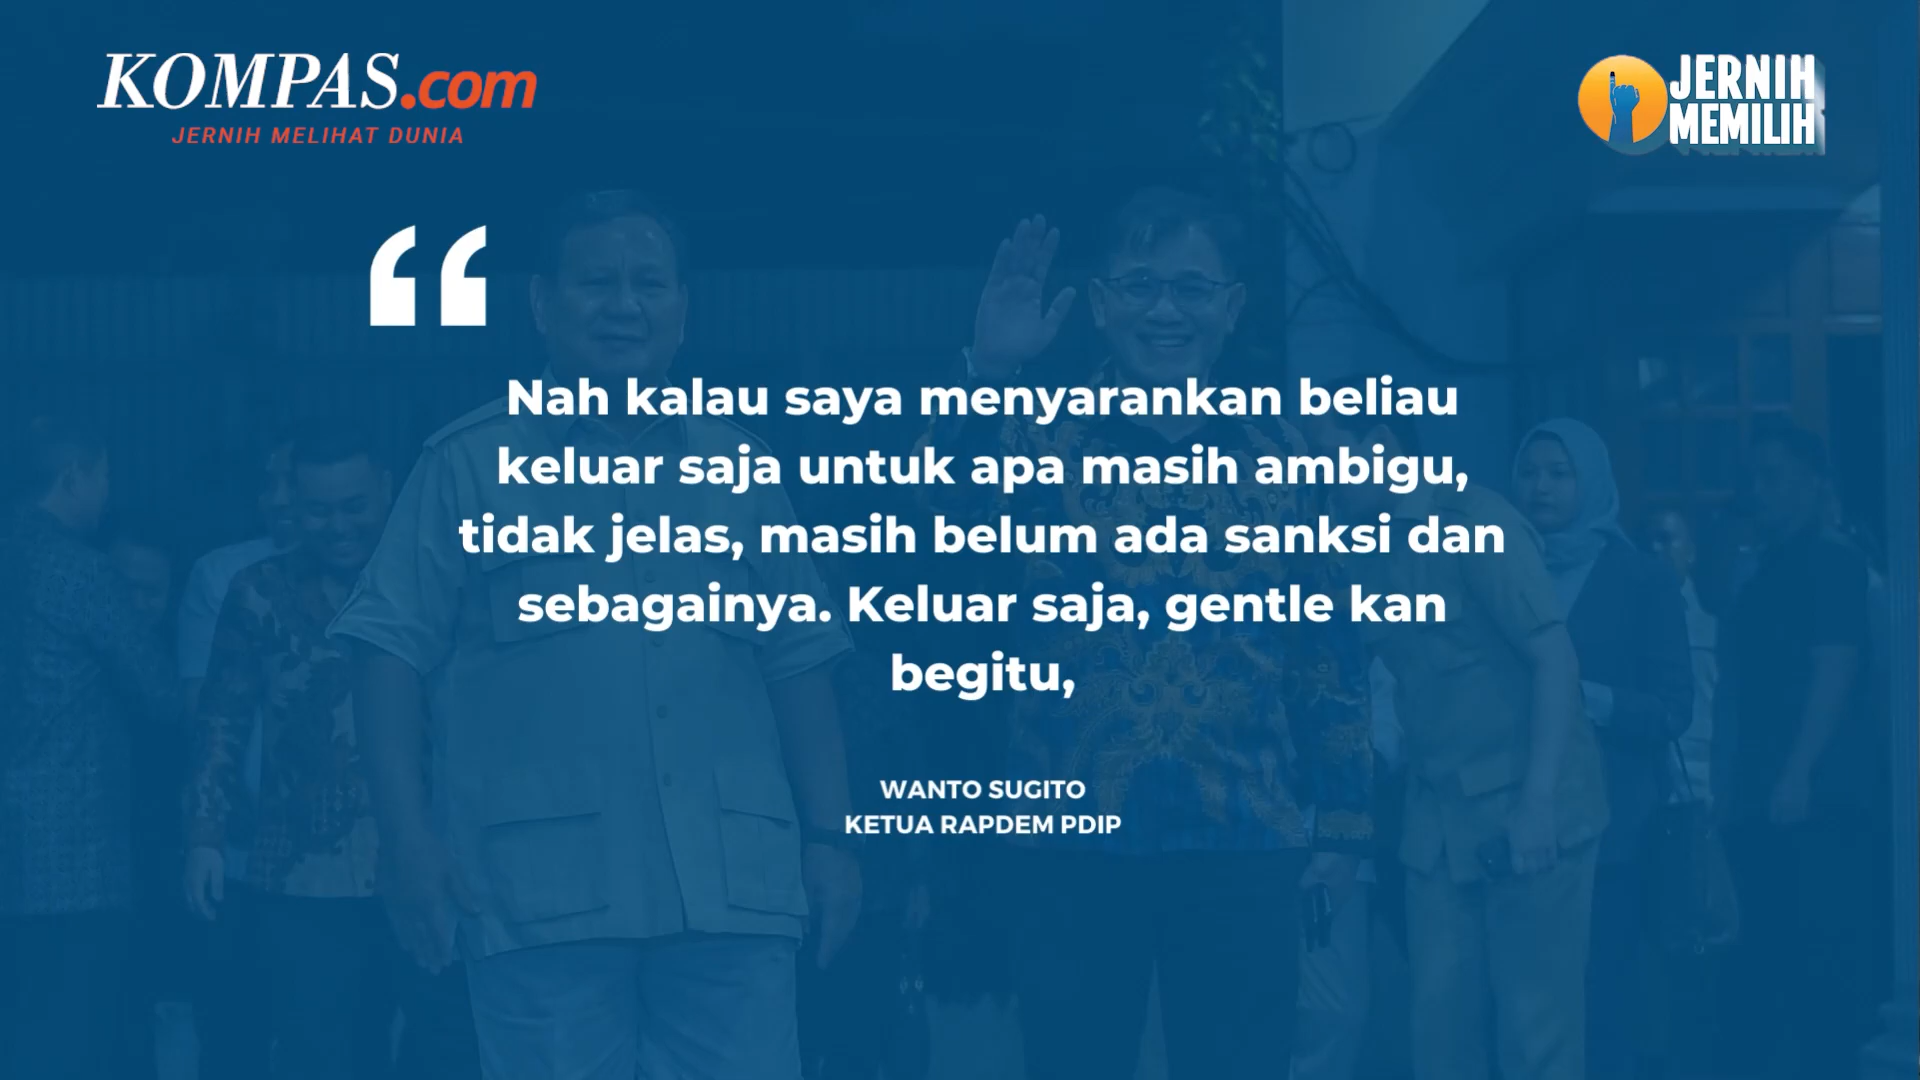 KOMPAS.com
JERNIH MELIHAT DUNIA
JERNIH
MEMILIH
“
Nah kalau saya menyarankan beliau
keluar saja untuk apa masih ambigu,
tidak jelas, masih belum ada sanksi dan
sebagainya. Keluar saja, gentle kan
begitu,
WANTO SUGITO
KETUA RAPDEM PDIP